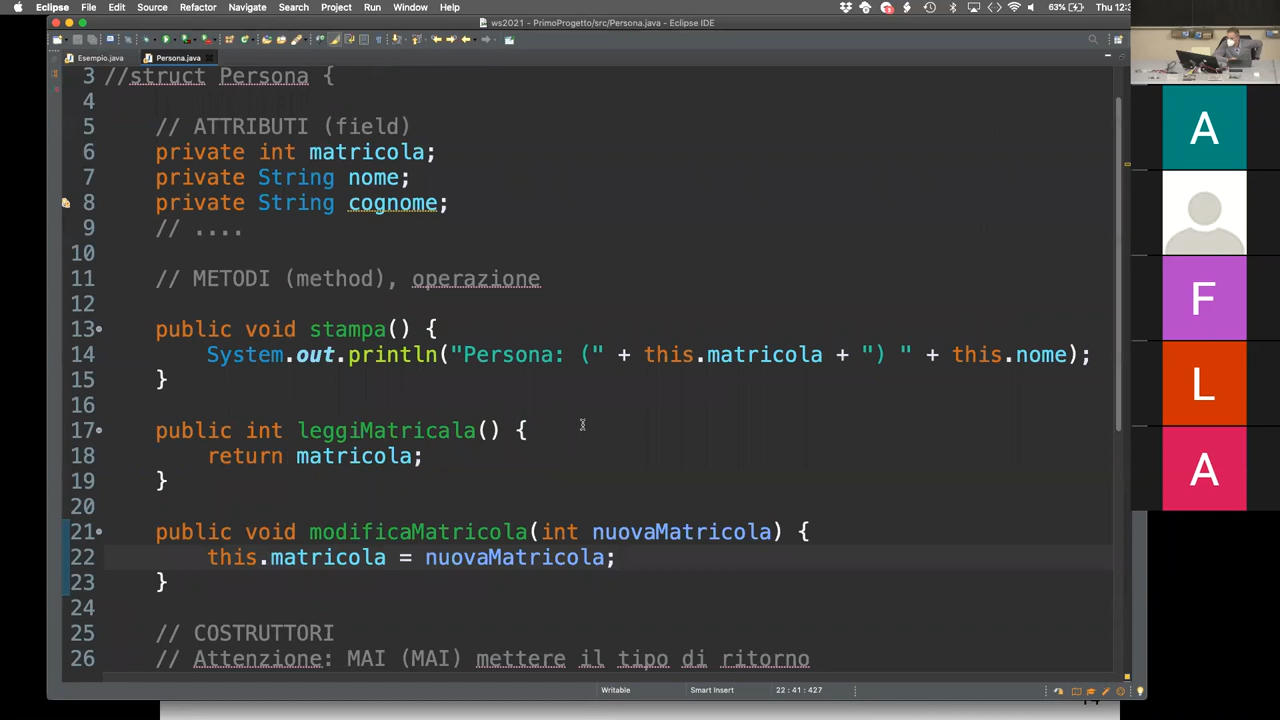 Eclipse File Edit Source Refactor Navigate Search Project Run Window Help 63% Thu 12:3
ws2021 - PrimoProgetto/src/Persona.java - Eclipse IDE
Esempio.java Persona.java
3 //struct Persona {
4
5 // ATTRIBUTI (field)
6 private int matricola;
7 private String nome;
8 private String cognome;
9 // ....
10
11 // METODI (method), operazione
12
13 public void stampa() {
14 System.out.println("Persona: (" + this.matricola + ") " + this.nome);
15 }
16
17 public int leggiMatricala() {
18 return matricola;
19 }
20
21 public void modificaMatricola(int nuovaMatricola) {
22 this.matricola = nuovaMatricola;
23 }
24
25 // COSTRUTTORI
26 // Attenzione: MAI (MAI) mettere il tipo di ritorno
Writable Smart Insert 22 : 41 : 427
A
F
L
A